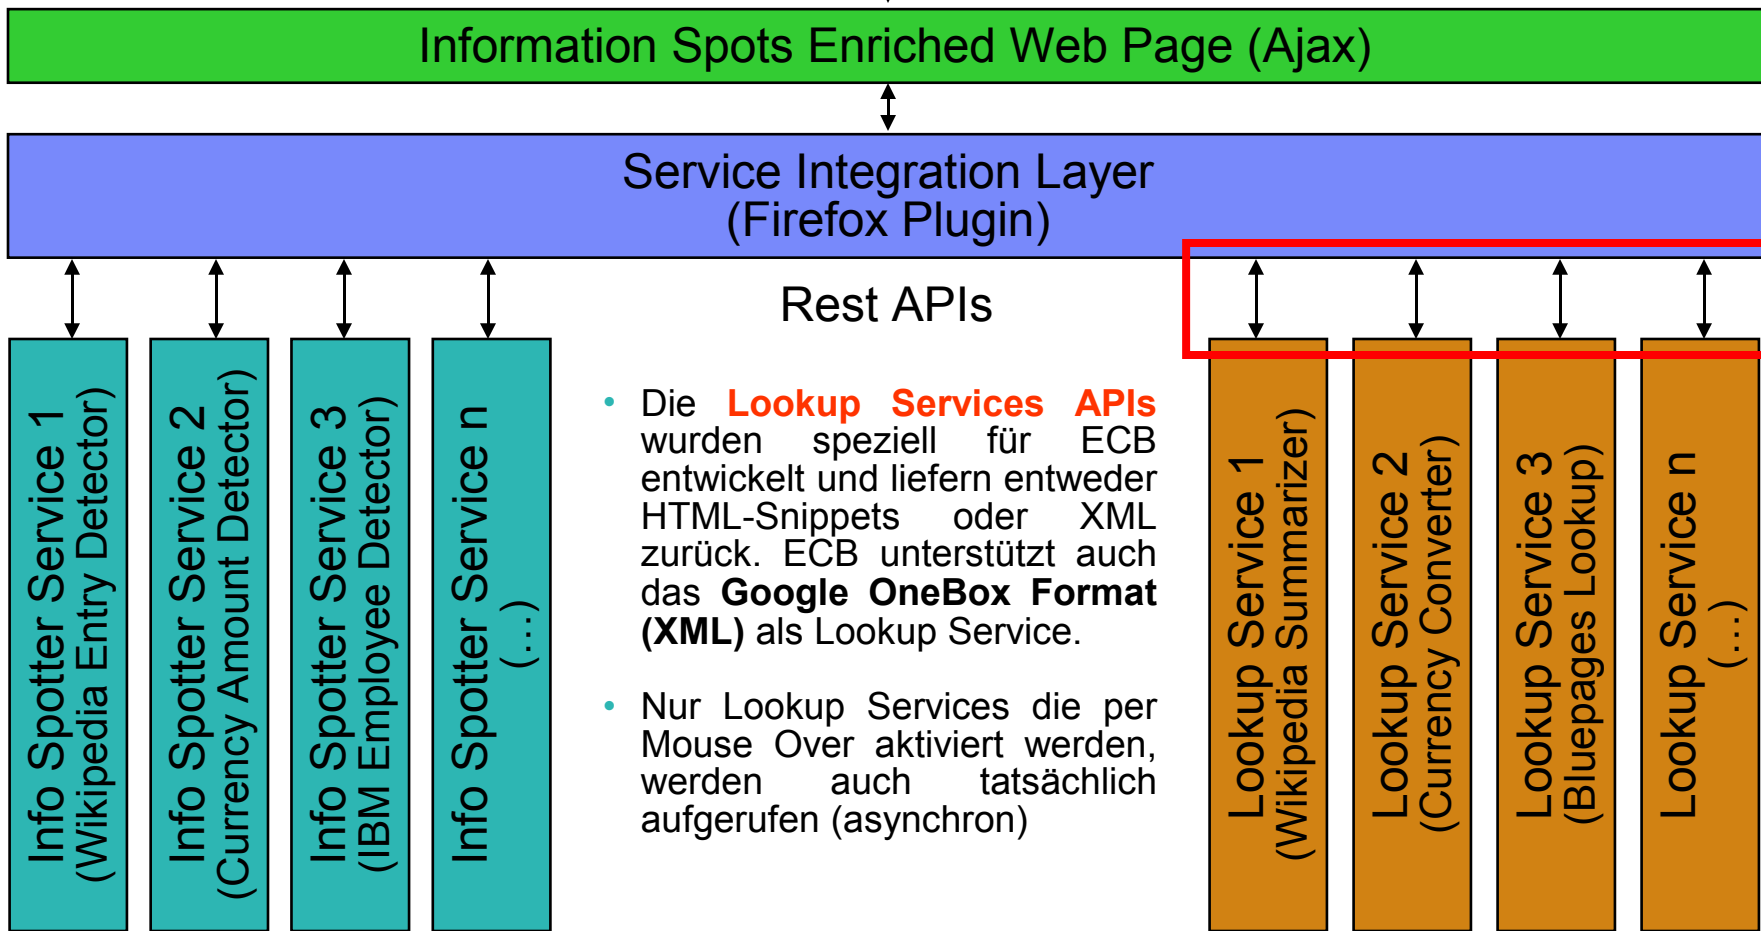 Information Spots Enriched Web Page (Ajax)
Service Integration Layer
(Firefox Plugin)
Rest APIs
Info Spotter Service 1
(Wikipedia Entry Detector)
Info Spotter Service 2
(Currency Amount Detector)
Info Spotter Service 3
(IBM Employee Detector)
Info Spotter Service n
(…)
• Die Lookup Services APIs
wurden speziell für ECB
entwickelt und liefern entweder
HTML-Snippets oder XML
zurück. ECB unterstützt auch
das Google OneBox Format
(XML) als Lookup Service.
• Nur Lookup Services die per
Mouse Over aktiviert werden,
werden auch tatsächlich
aufgerufen (asynchron)
Lookup Service 1
(Wikipedia Summarizer)
Lookup Service 2
(Currency Converter)
Lookup Service 3
(Bluepages Lookup)
Lookup Service n
(…)